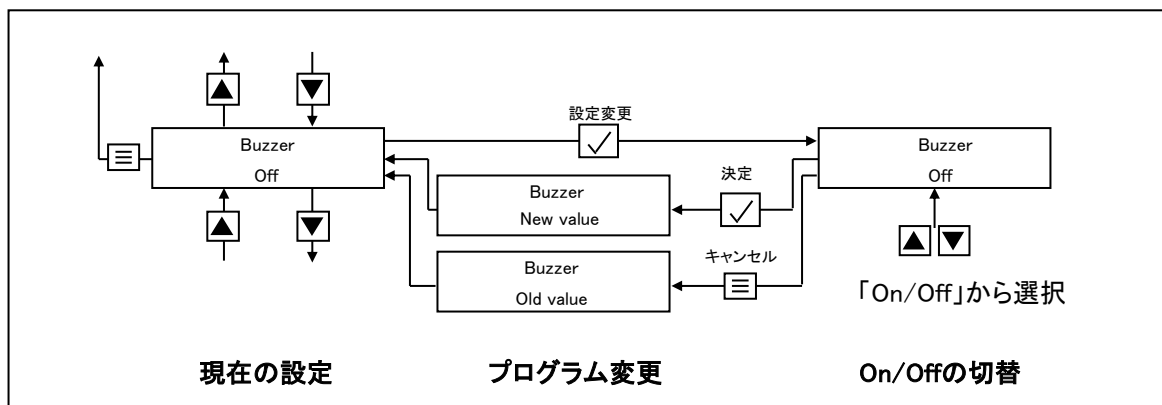 設定変更
Buzzer
Off
Buzzer
Off
決定
Buzzer
New value
キャンセル
Buzzer
Old value
「On/Off」から選択
現在の設定
プログラム変更
On/Offの切替